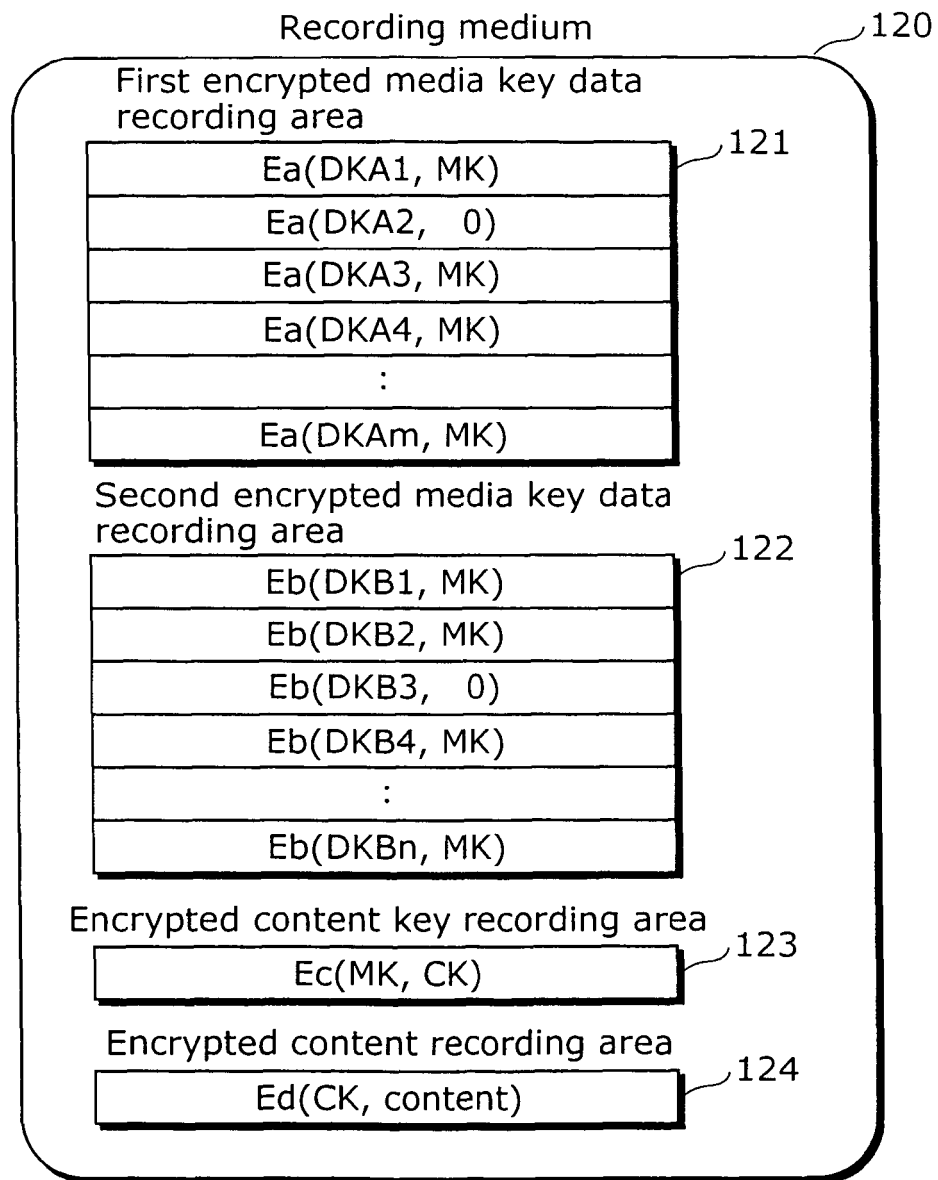 Recording medium
120
First encrypted media key data
recording area
121
Ea(DKA1, MK)
Ea(DKA2, 0)
Ea(DKA3, MK)
Ea(DKA4, MK)
:
Ea(DKAm, MK)
Second encrypted media key data
recording area
122
Eb(DKB1, MK)
Eb(DKB2, MK)
Eb(DKB3, 0)
Eb(DKB4, MK)
:
Eb(DKBn, MK)
Encrypted content key recording area
123
Ec(MK, CK)
Encrypted content recording area
124
Ed(CK, content)